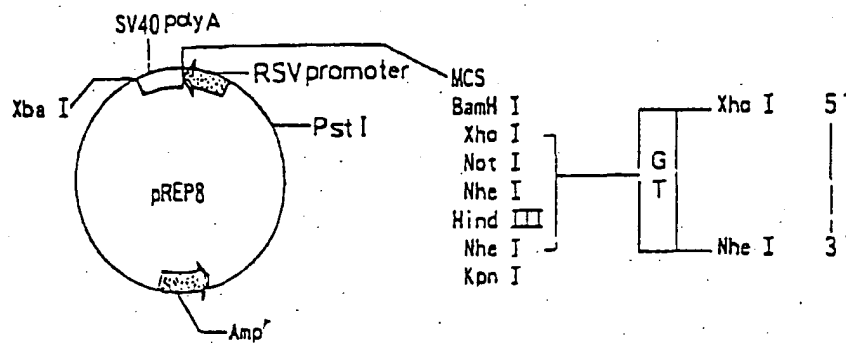 SV40 polyA
RSV promoter
Xba I
Pst I
pREP8
Ampʳ
MCS
BamH I
Xho I
Not I
Nhe I
Hind III
Nhe I
Kpn I
G
T
Xho I
5'
Nhe I
3'